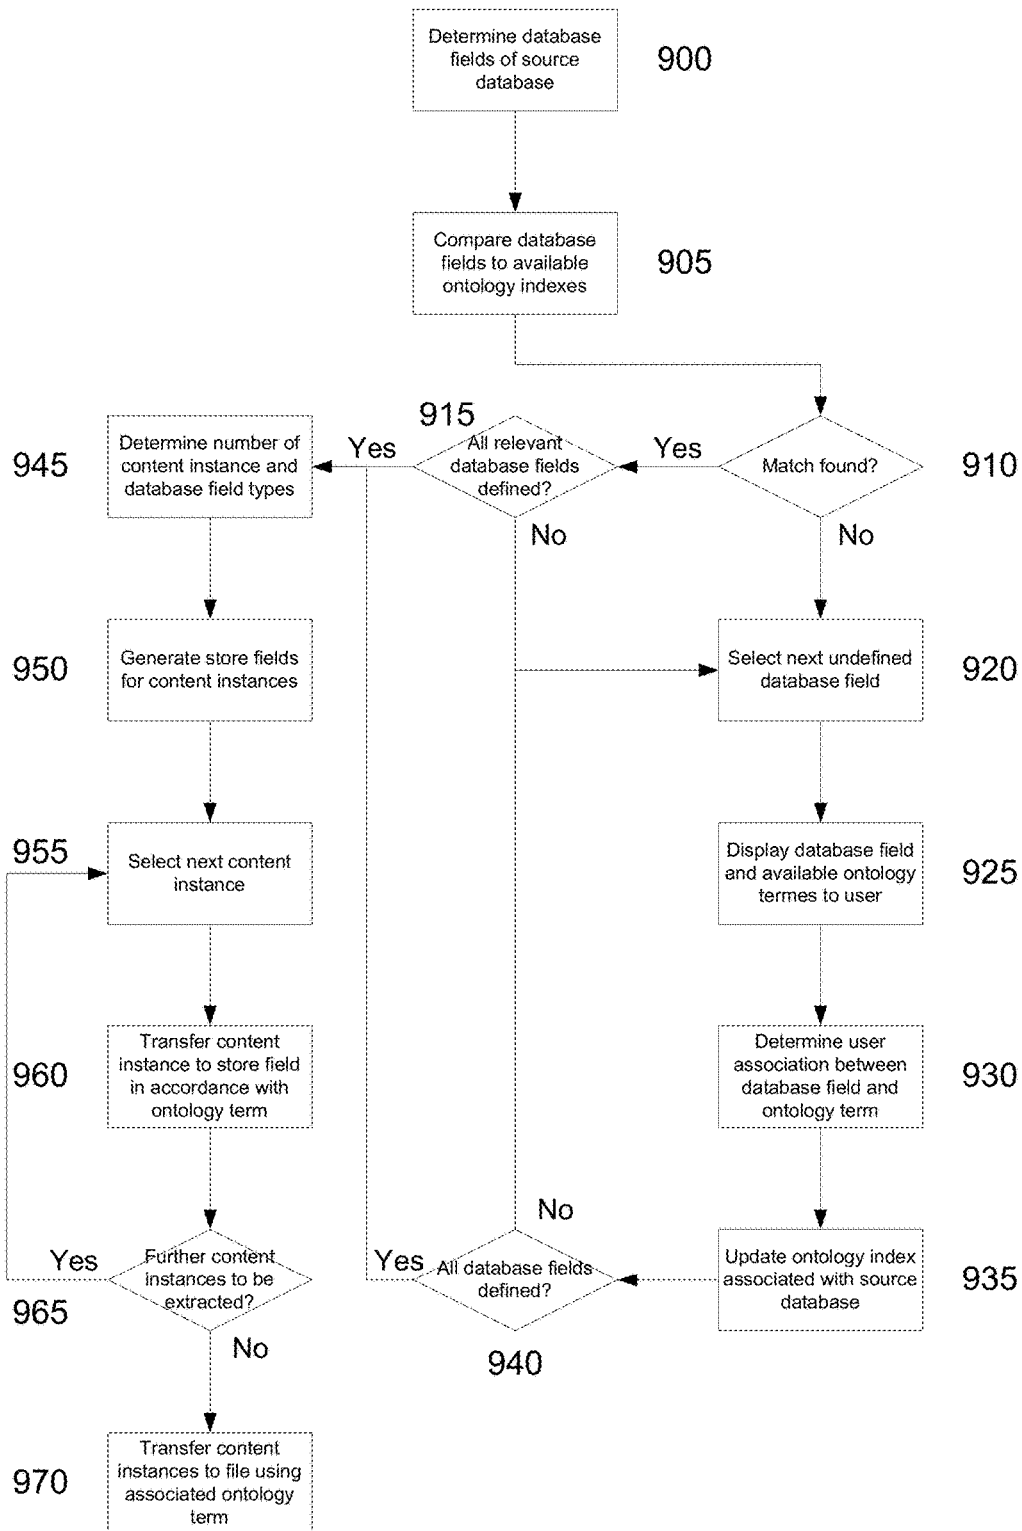 Determine database
fields of source
database
900
Compare database
fields to available
ontology indexes
905
915
All relevant
database fields
defined?
Yes
No
Match found?
910
Yes
No
945
Determine number of
content instance and
database field types
950
Generate store fields
for content instances
Select next undefined
database field
920
955
Select next content
instance
Display database field
and available ontology
termes to user
925
960
Transfer content
instance to store field
in accordance with
ontology term
Determine user
association between
database field and
ontology term
930
Yes
Further content
instances to be
extracted?
965
No
Yes
No
All database fields
defined?
940
Update ontology index
associated with source
database
935
970
Transfer content
instances to file using
associated ontology
term